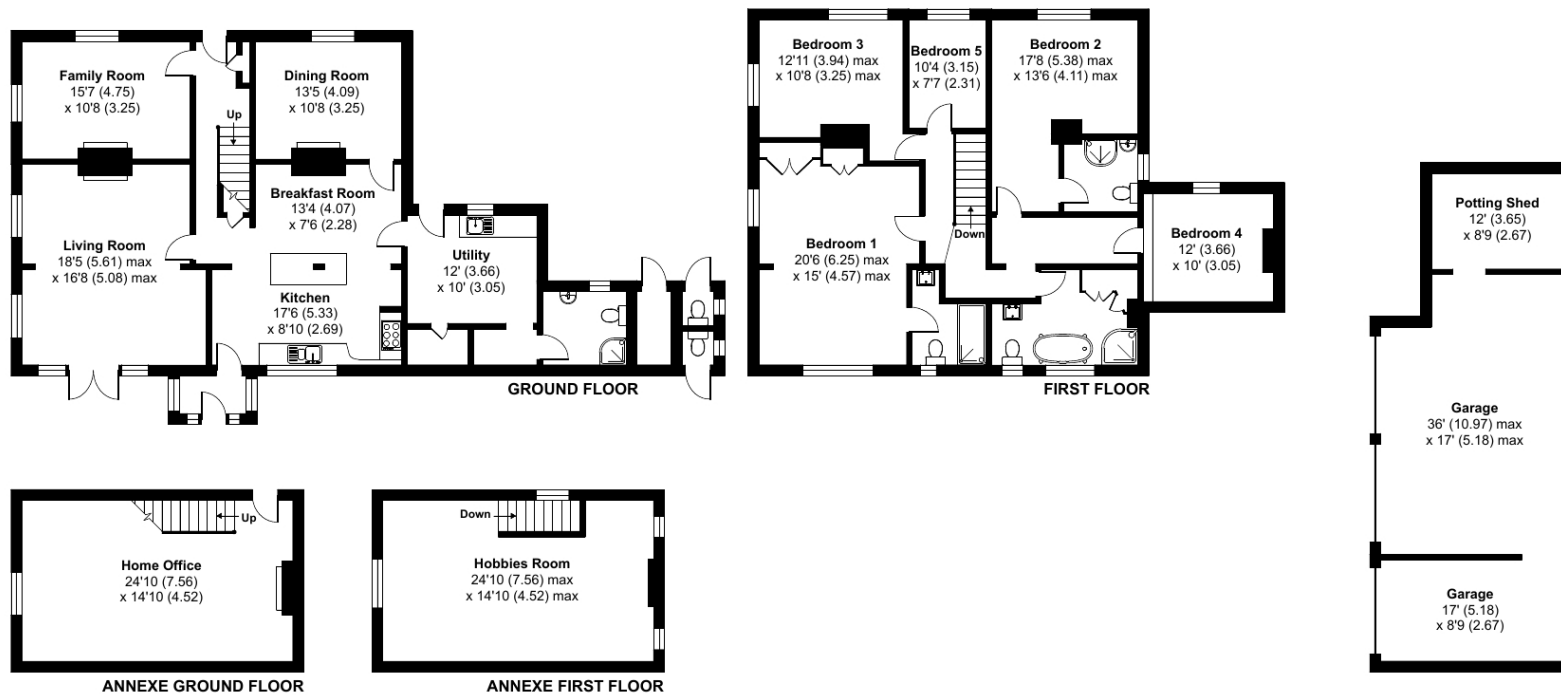 Family Room
15'7 (4.75)
x 10'8 (3.25)
Up
Dining Room
13'5 (4.09)
x 10'8 (3.25)
Breakfast Room
13'4 (4.07)
x 7'6 (2.28)
Living Room
18'5 (5.61) max
x 16'8 (5.08) max
Utility
12' (3.66)
x 10' (3.05)
Kitchen
17'6 (5.33)
x 8'10 (2.69)
GROUND FLOOR
Bedroom 3
12'11 (3.94) max
x 10'8 (3.25) max
Bedroom 5
10'4 (3.15)
x 7'7 (2.31)
Bedroom 2
17'8 (5.38) max
x 13'6 (4.11) max
Down
Bedroom 1
20'6 (6.25) max
x 15' (4.57) max
Bedroom 4
12' (3.66)
x 10' (3.05)
FIRST FLOOR
Potting Shed
12' (3.65)
x 8'9 (2.67)
Garage
36' (10.97) max
x 17' (5.18) max
Garage
17' (5.18)
x 8'9 (2.67)
Up
Home Office
24'10 (7.56)
x 14'10 (4.52)
ANNEXE GROUND FLOOR
Down
Hobbies Room
24'10 (7.56) max
x 14'10 (4.52) max
ANNEXE FIRST FLOOR